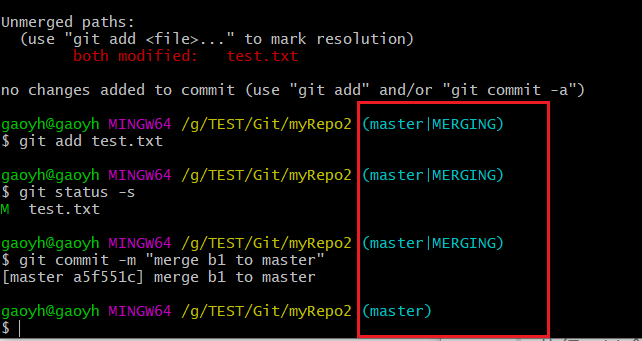 Unmerged paths:
(use "git add <file>..." to mark resolution)
both modified:   test.txt
no changes added to commit (use "git add" and/or "git commit -a")
gaoyh@gaoyh MINGW64 /g/TEST/Git/myRepo2 (master|MERGING)
$ git add test.txt
gaoyh@gaoyh MINGW64 /g/TEST/Git/myRepo2 (master|MERGING)
$ git status -s
M  test.txt
gaoyh@gaoyh MINGW64 /g/TEST/Git/myRepo2 (master|MERGING)
$ git commit -m "merge b1 to master"
[master a5f551c] merge b1 to master
gaoyh@gaoyh MINGW64 /g/TEST/Git/myRepo2 (master)
$